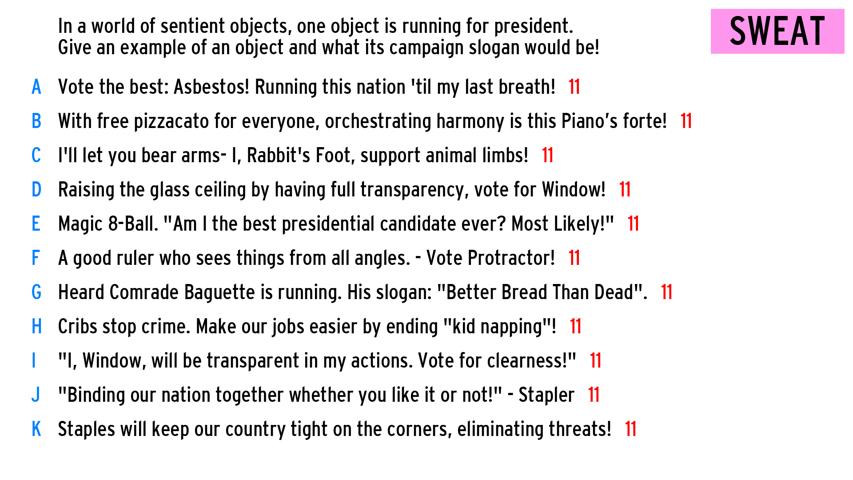 In a world of sentient objects, one object is running for president.
Give an example of an object and what its campaign slogan would be!
SWEAT
A Vote the best: Asbestos! Running this nation 'til my last breath! 11
B With free pizzacato for everyone, orchestrating harmony is this Piano's forte! 11
C I'll let you bear arms- I, Rabbit's Foot, support animal limbs! 11
D Raising the glass ceiling by having full transparency, vote for Window! 11
E Magic 8-Ball. "Am I the best presidential candidate ever? Most Likely!" 11
F A good ruler who sees things from all angles. - Vote Protractor! 11
G Heard Comrade Baguette is running. His slogan: "Better Bread Than Dead". 11
H Cribs stop crime. Make our jobs easier by ending "kid napping"! 11
I "I, Window, will be transparent in my actions. Vote for clearness!" 11
J "Binding our nation together whether you like it or not!" - Stapler 11
K Staples will keep our country tight on the corners, eliminating threats! 11